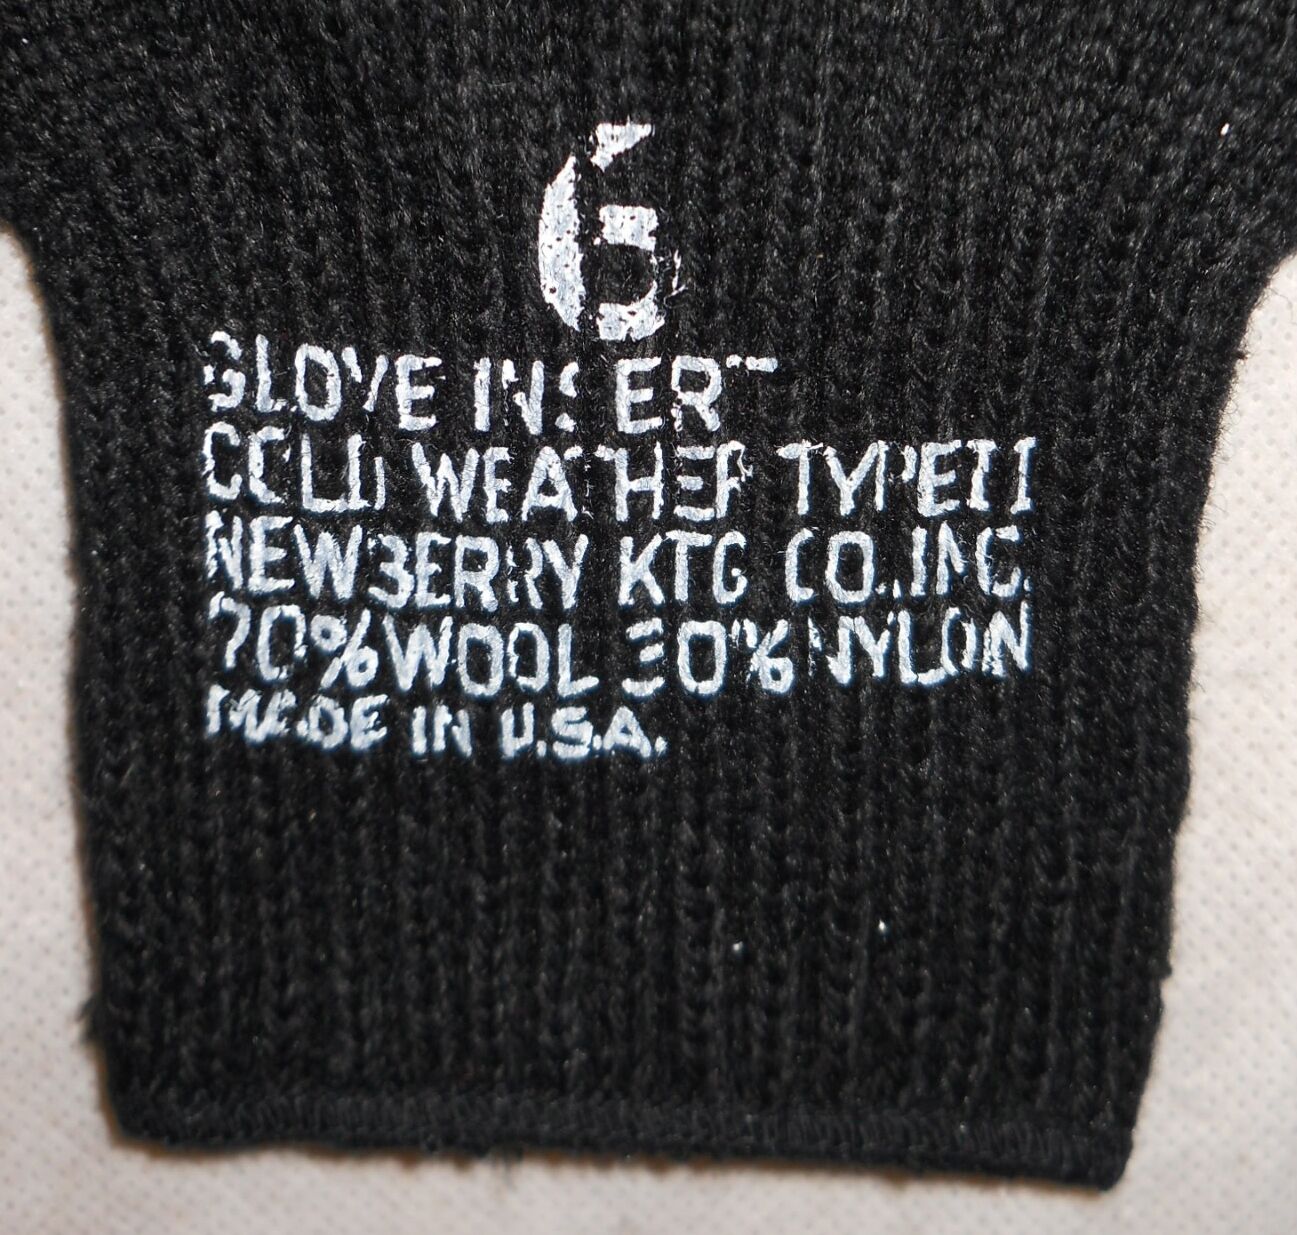 6
GLOVE INSERT
COLD WEATHER TYPE II
NEWBERRY KTG CO.,INC.
70% WOOL 30% NYLON
MADE IN U.S.A.